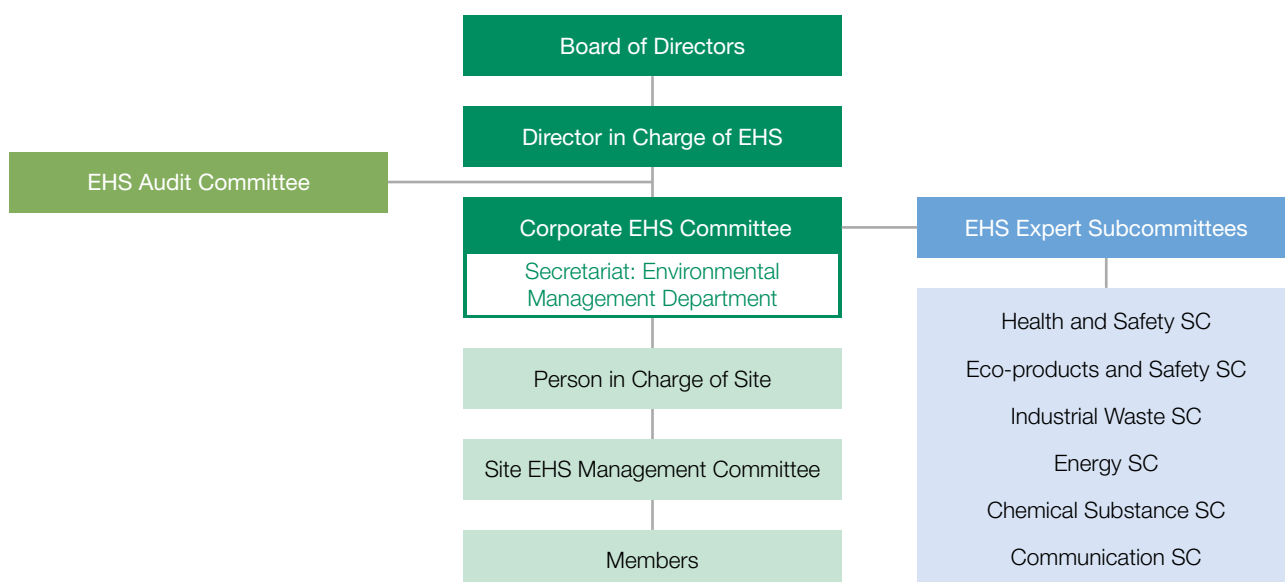 Board of Directors
Director in Charge of EHS
EHS Audit Committee
Corporate EHS Committee
Secretariat: Environmental
Management Department
EHS Expert Subcommittees
Health and Safety SC
Eco-products and Safety SC
Industrial Waste SC
Energy SC
Chemical Substance SC
Communication SC
Person in Charge of Site
Site EHS Management Committee
Members